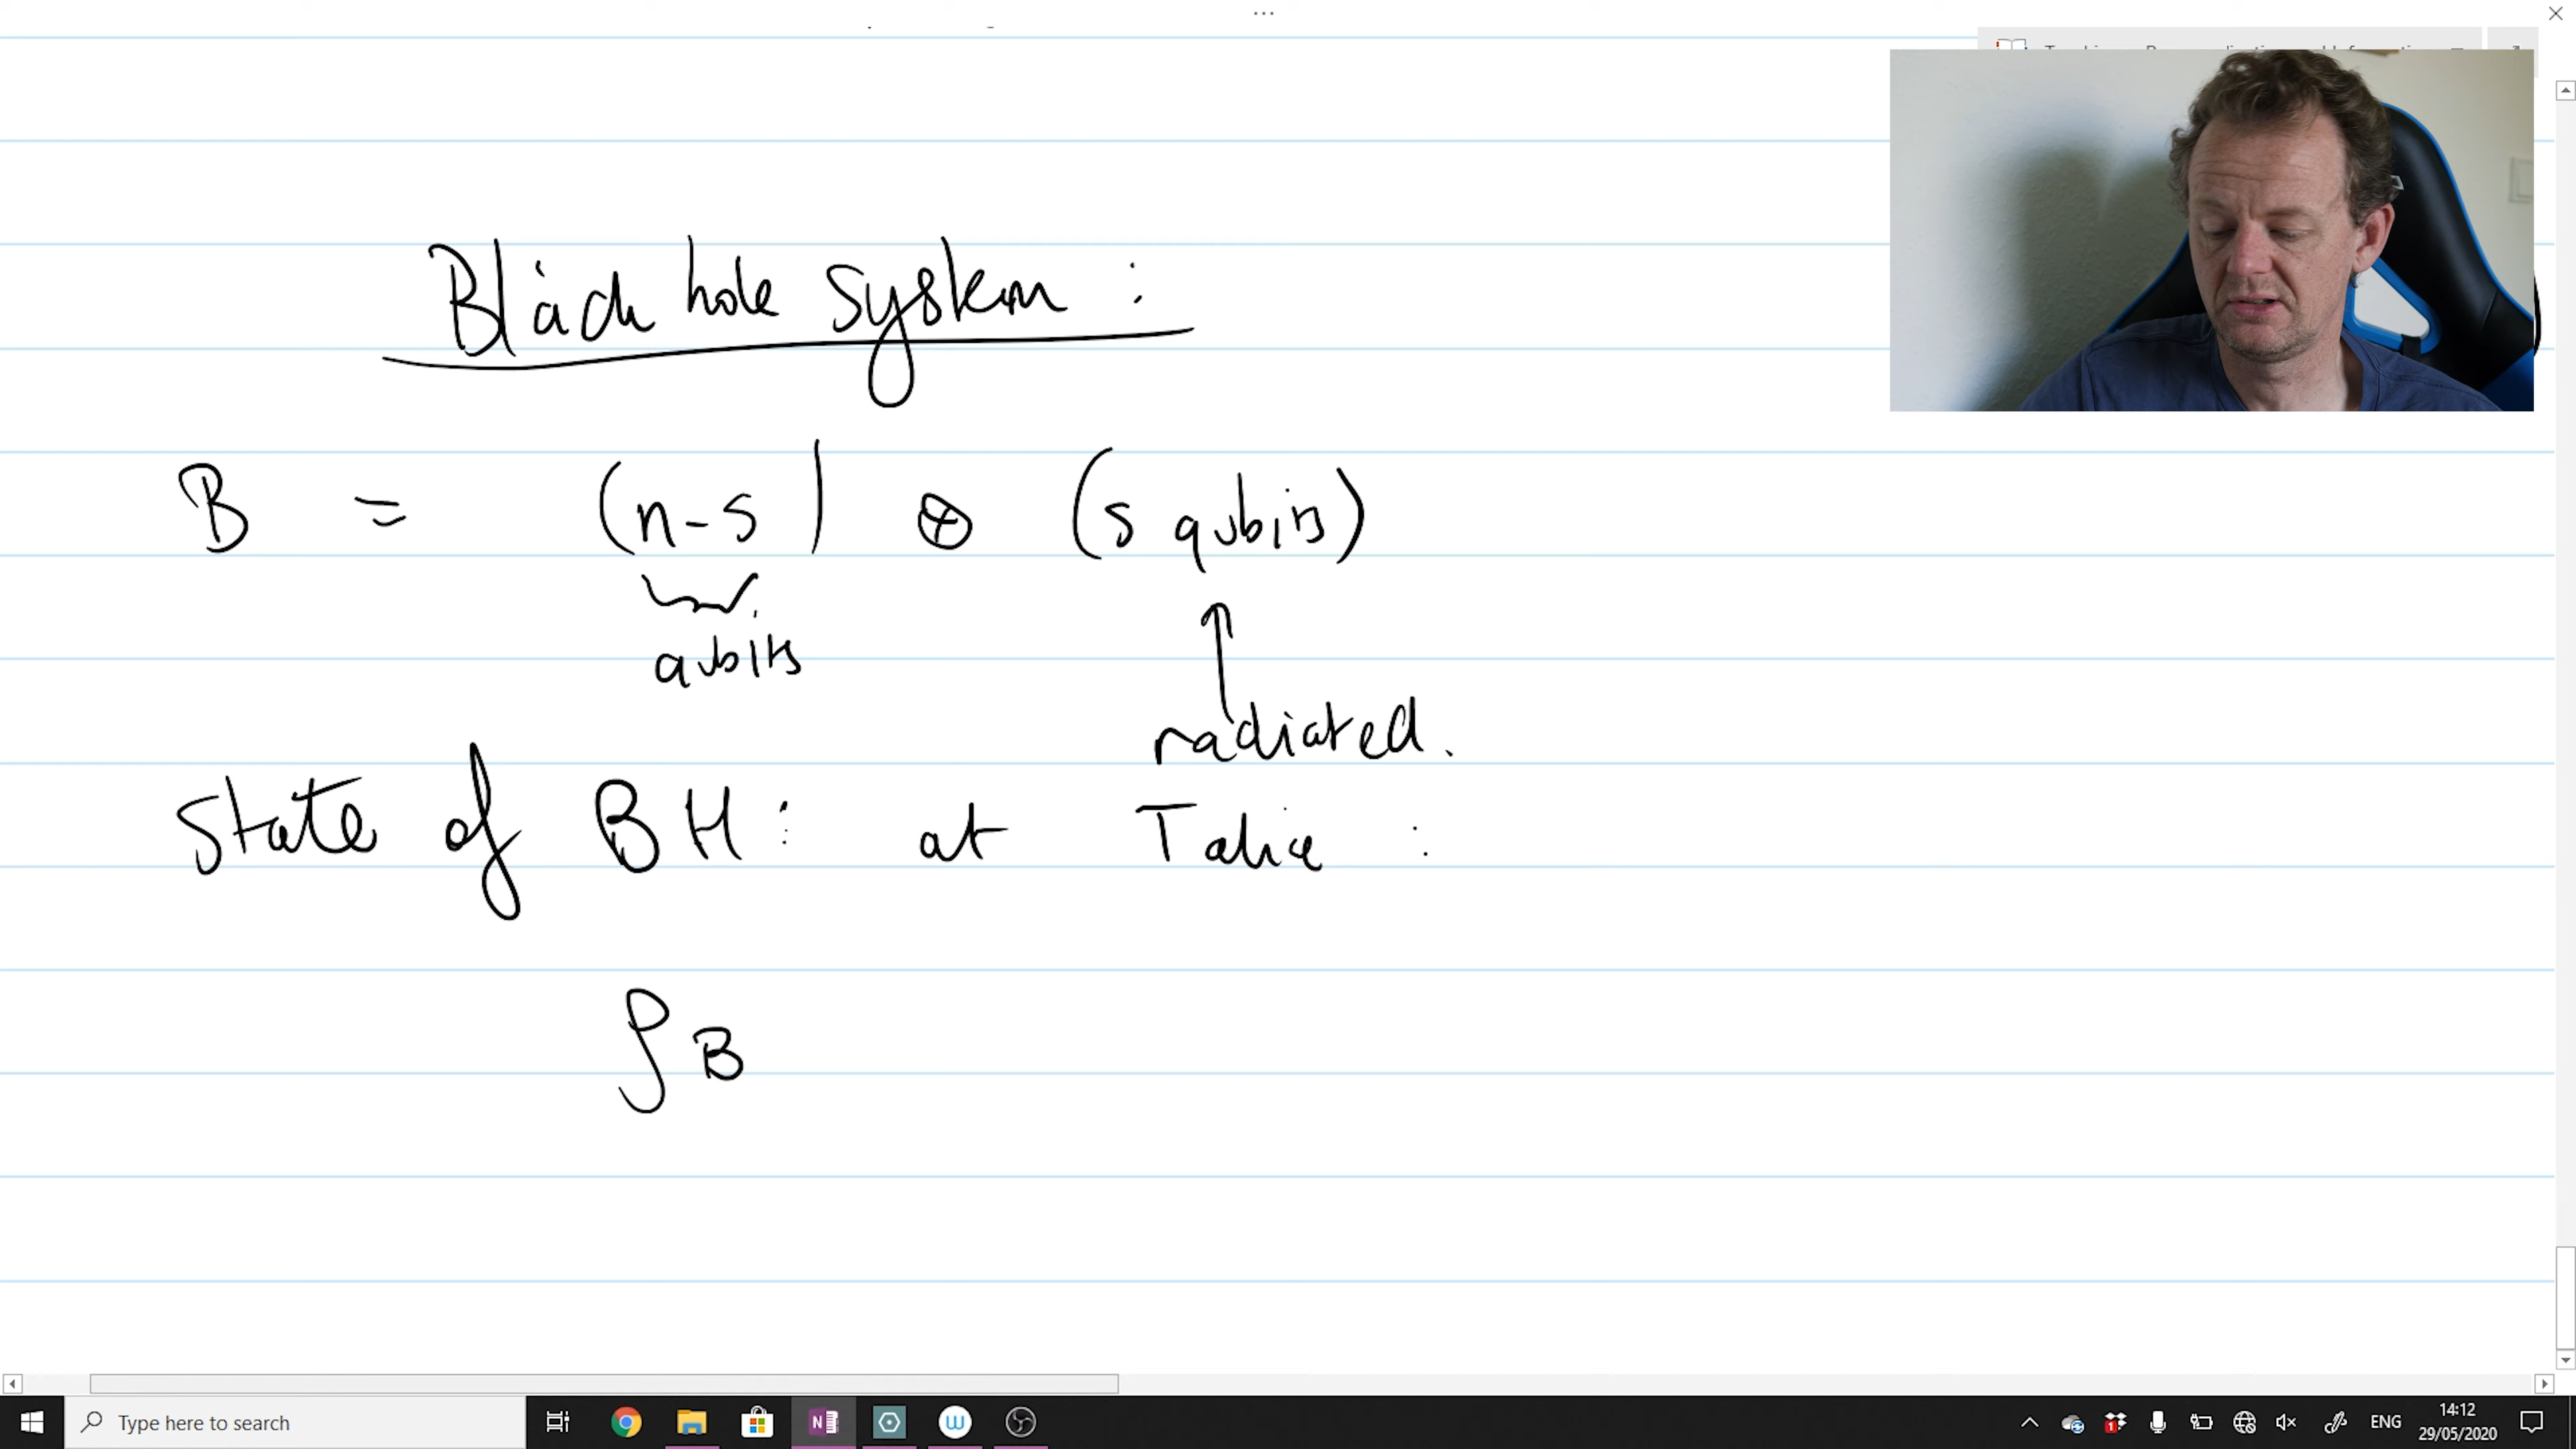 Black hole system :
B = (n-s) ⊗ (s qubits)
qubits
radiated.
State of BH : at Talice :
ρB
Type here to search
ENG
14:12
29/05/2020